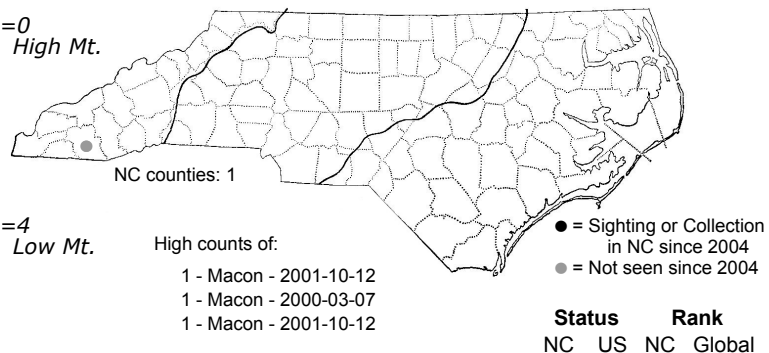 =0
High Mt.
NC counties: 1
=4
Low Mt.
High counts of:
1 - Macon - 2001-10-12
1 - Macon - 2000-03-07
1 - Macon - 2001-10-12
● = Sighting or Collection
in NC since 2004
● = Not seen since 2004
Status Rank
NC US NC Global